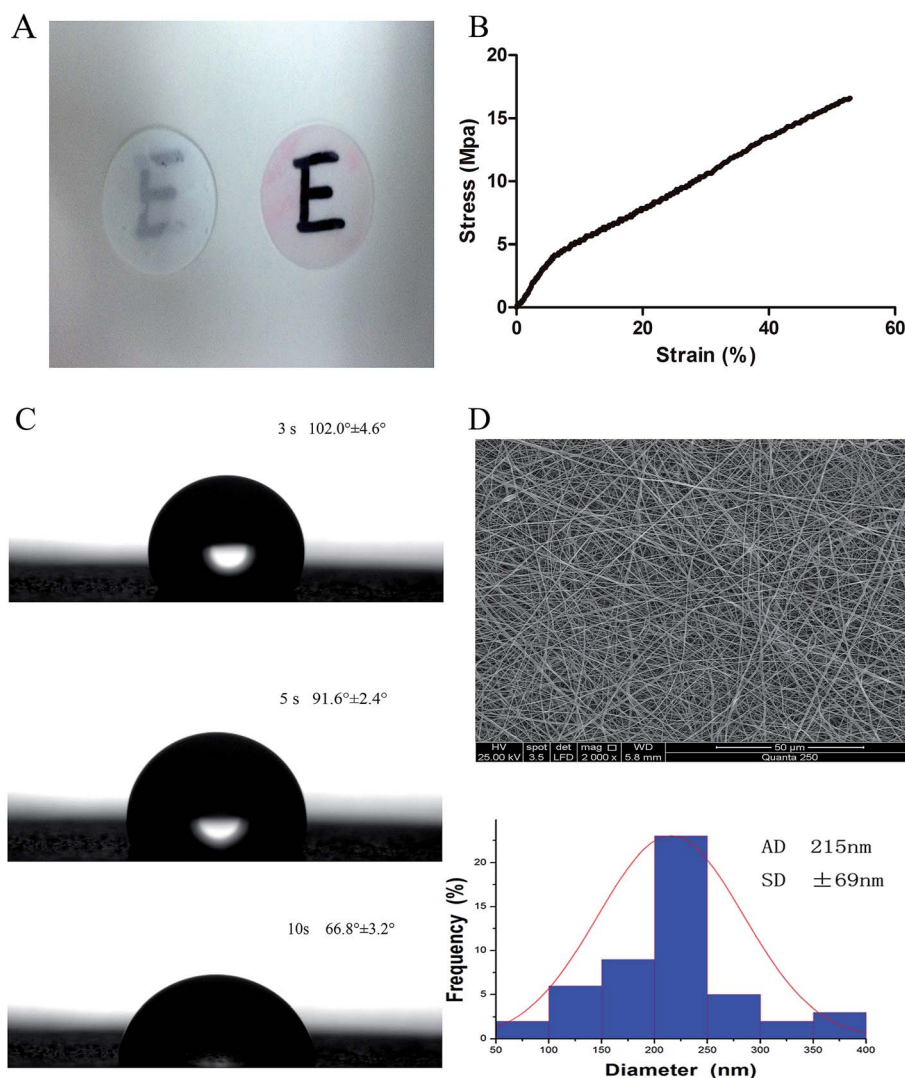 A
E
E
B
20
15
10
5
0
Stress (Mpa)
0 20 40 60
Strain (%)
C
3 s 102.0°±4.6°
5 s 91.6°±2.4°
10s 66.8°±3.2°
D
HV spot det mag WD 50 µm
25.00 kV 3.5 LFD 2 000 x 5.8 mm Quanta 250
AD 215nm
SD ±69nm
20
15
10
5
0
Frequency (%)
50 100 150 200 250 300 350 400
Diameter (nm)